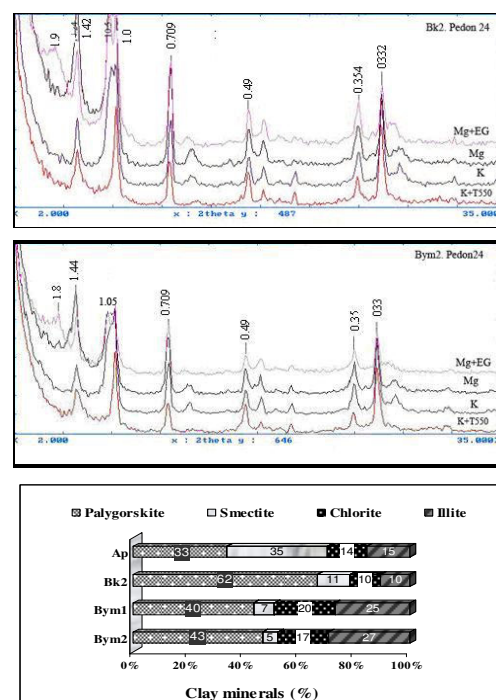 Bk2. Pedon 24
1.9
1.42
10.5
1.0
0.709
0.49
0.354
0332
Mg+EG
Mg
K
K+T550
2.000 x : 2theta y : 487 35.000
Bym2. Pedon24
1.8
1.44
1.05
0.709
0.49
0.35
033
Mg+EG
Mg
K
K+T550
2.000 x : 2theta y : 646 35.000
Palygorskite Smectite Chlorite Illite
Ap 33 35 14 15
Bk2 62 11 10 10
Bym1 40 7 20 25
Bym2 43 5 17 27
0% 20% 40% 60% 80% 100%
Clay minerals (%)